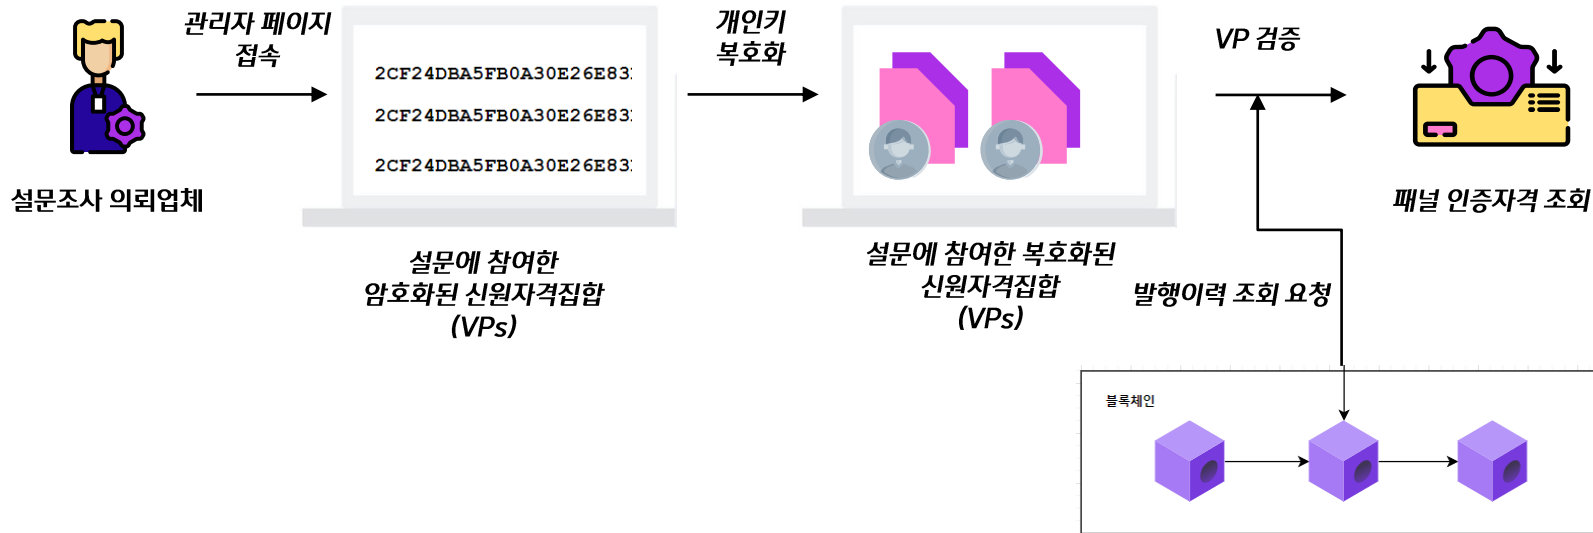 관리자 페이지
접속
설문조사 의뢰업체
2CF24DBA5FB0A30E26E83
2CF24DBA5FB0A30E26E83
2CF24DBA5FB0A30E26E83
설문에 참여한
암호화된 신원자격집합
(VPs)
개인키
복호화
설문에 참여한 복호화된
신원자격집합
(VPs)
VP 검증
패널 인증자격 조회
발행이력 조회 요청
블록체인